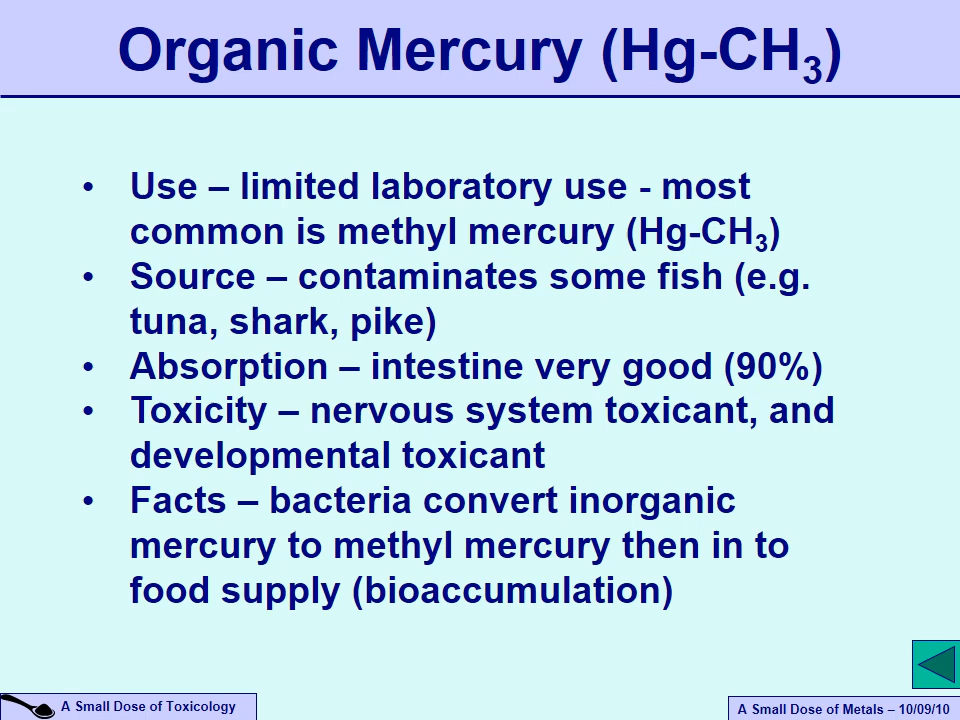 Organic Mercury (Hg-CH₃)
• Use – limited laboratory use - most
common is methyl mercury (Hg-CH₃)
• Source – contaminates some fish (e.g.
tuna, shark, pike)
• Absorption – intestine very good (90%)
• Toxicity – nervous system toxicant, and
developmental toxicant
• Facts – bacteria convert inorganic
mercury to methyl mercury then in to
food supply (bioaccumulation)
A Small Dose of Toxicology
A Small Dose of Metals – 10/09/10